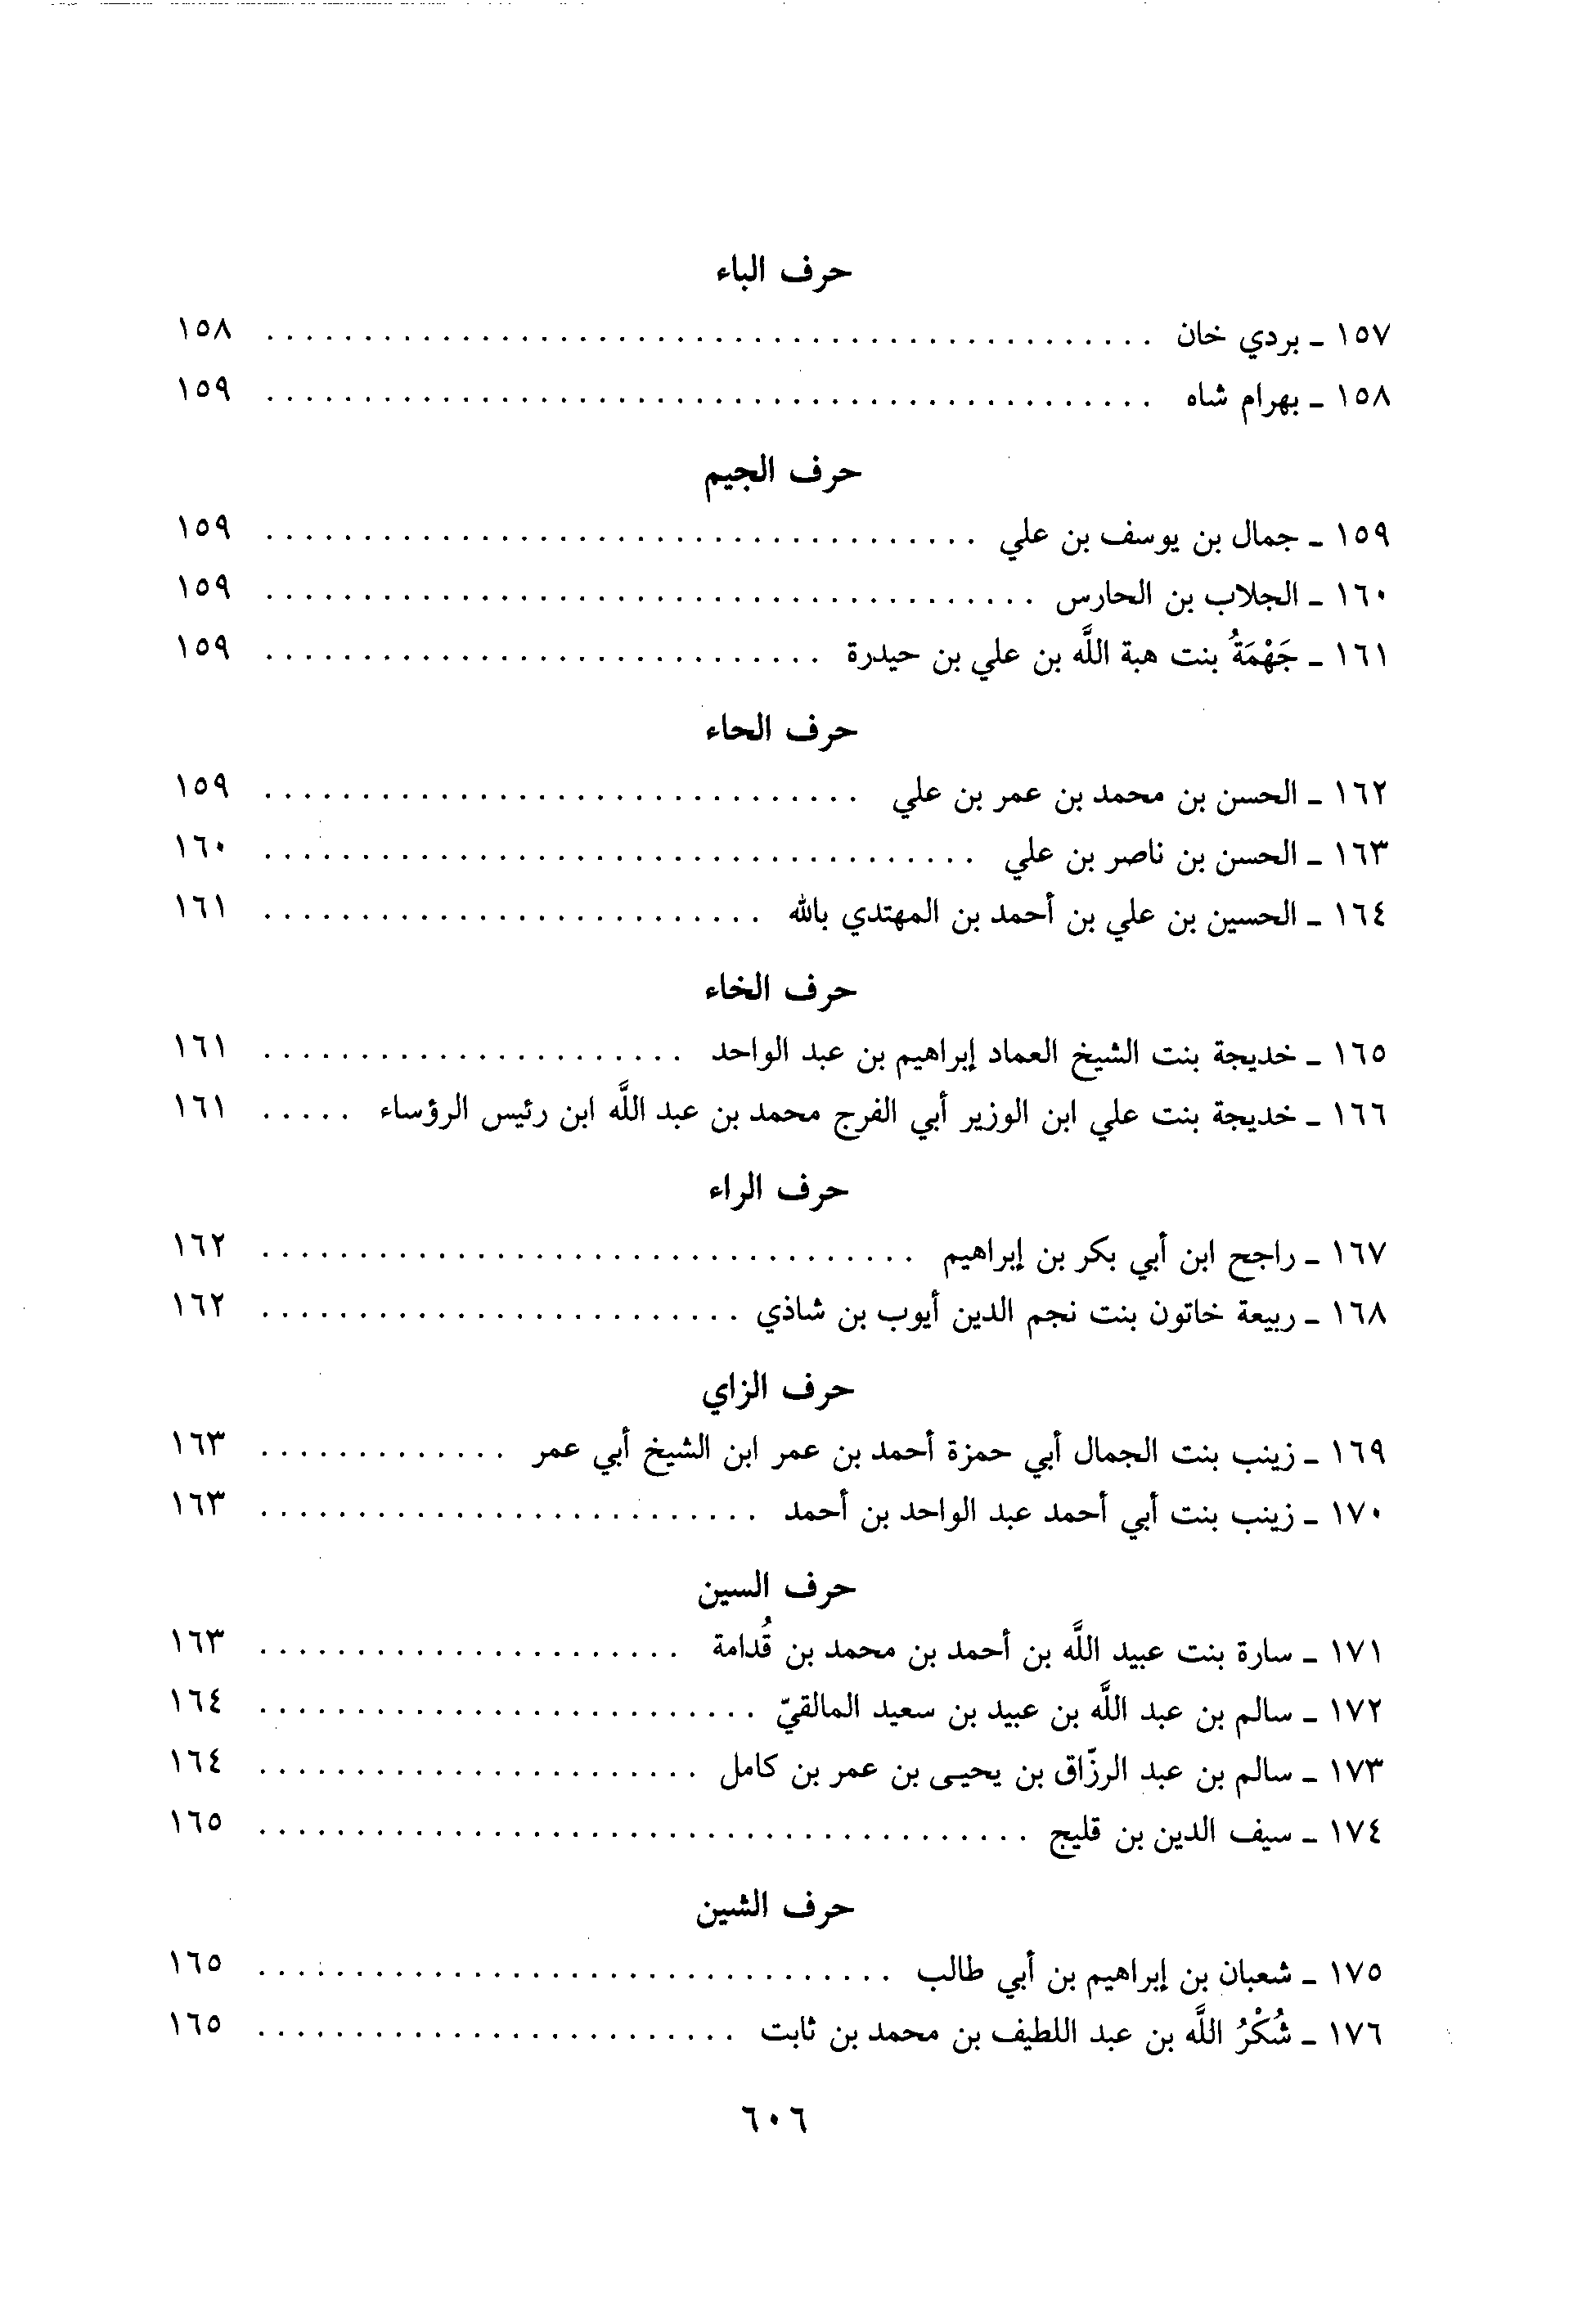 حرف الباء
١٥٧ ـ بردي خان . . . . . . . . . . . . . . . . . . . . ١٥٨
١٥٨ ـ بهرام شاه . . . . . . . . . . . . . . . . . . . . ١٥٩
حرف الجيم
١٥٩ ـ جمال بن يوسف بن علي . . . . . . . . . . . . . . . . . . . . ١٥٩
١٦٠ ـ الجلاب بن الحارس . . . . . . . . . . . . . . . . . . . . ١٥٩
١٦١ ـ جَهْمَةُ بنت هبة اللَّه بن علي بن حيدرة . . . . . . . . . . . . . . . . . . . . ١٥٩
حرف الحاء
١٦٢ ـ الحسن بن محمد بن عمر بن علي . . . . . . . . . . . . . . . . . . . . ١٥٩
١٦٣ ـ الحسن بن ناصر بن علي . . . . . . . . . . . . . . . . . . . . ١٦٠
١٦٤ ـ الحسين بن علي بن أحمد بن المهتدي بالله . . . . . . . . . . . . . . . . . . . . ١٦١
حرف الخاء
١٦٥ ـ خديجة بنت الشيخ العماد إبراهيم بن عبد الواحد . . . . . . . . . . . . . . . . . . . . ١٦١
١٦٦ ـ خديجة بنت علي ابن الوزير أبي الفرج محمد بن عبد اللَّه ابن رئيس الرؤساء . . . . . ١٦١
حرف الراء
١٦٧ ـ راجح ابن أبي بكر بن إبراهيم . . . . . . . . . . . . . . . . . . . . ١٦٢
١٦٨ ـ ربيعة خاتون بنت نجم الدين أيوب بن شاذي . . . . . . . . . . . . . . . . . . . . ١٦٢
حرف الزاي
١٦٩ ـ زينب بنت الجمال أبي حمزة أحمد بن عمر ابن الشيخ أبي عمر . . . . . . . . . . . . . ١٦٣
١٧٠ ـ زينب بنت أبي أحمد عبد الواحد بن أحمد . . . . . . . . . . . . . . . . . . . . ١٦٣
حرف السين
١٧١ ـ سارة بنت عبيد اللَّه بن أحمد بن محمد بن قُدامة . . . . . . . . . . . . . . . . . . . . ١٦٣
١٧٢ ـ سالم بن عبد اللَّه بن عبيد بن سعيد المالقيّ . . . . . . . . . . . . . . . . . . . . ١٦٤
١٧٣ ـ سالم بن عبد الرزّاق بن يحيى بن عمر بن كامل . . . . . . . . . . . . . . . . . . . . ١٦٤
١٧٤ ـ سيف الدين بن قليج . . . . . . . . . . . . . . . . . . . . ١٦٥
حرف الشين
١٧٥ ـ شعبان بن إبراهيم بن أبي طالب . . . . . . . . . . . . . . . . . . . . ١٦٥
١٧٦ ـ شُكْرُ اللَّه بن عبد اللطيف بن محمد بن ثابت . . . . . . . . . . . . . . . . . . . . ١٦٥
٦٠٦